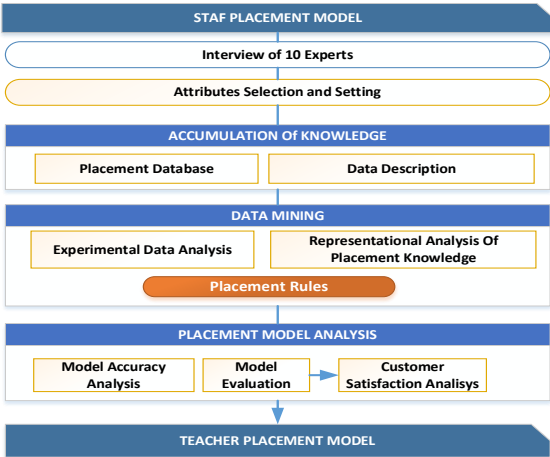 STAF PLACEMENT MODEL
Interview of 10 Experts
Attributes Selection and Setting
ACCUMULATION Of KNOWLEDGE
Placement Database
Data Description
DATA MINING
Experimental Data Analysis
Representational Analysis Of
Placement Knowledge
Placement Rules
PLACEMENT MODEL ANALYSIS
Model Accuracy
Analysis
Model
Evaluation
Customer
Satisfaction Analisys
TEACHER PLACEMENT MODEL